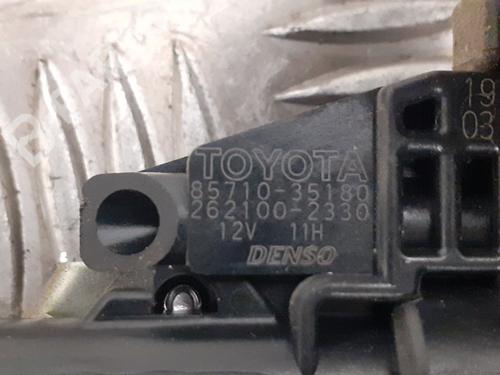 TOYOTA
85710-35180
262100-2330
12V 11H
DENSO
19
03